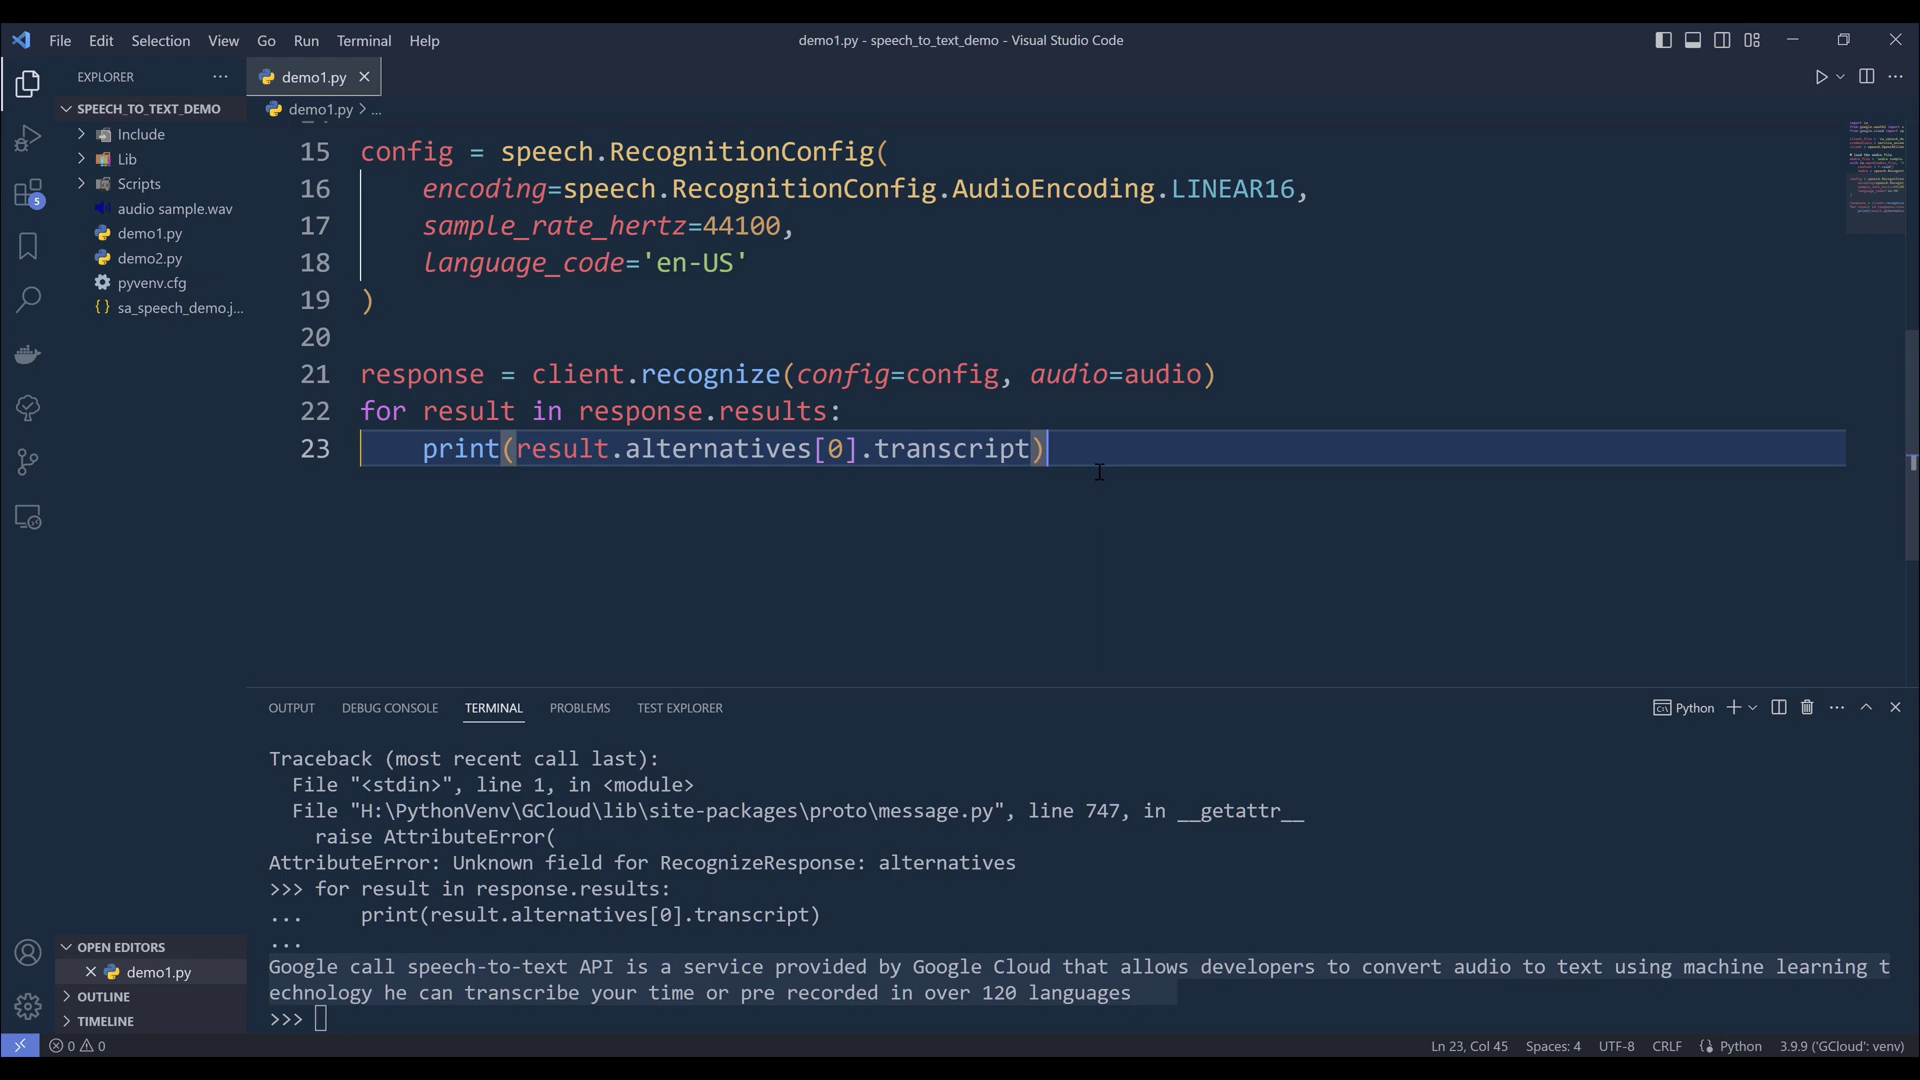 File Edit Selection View Go Run Terminal Help
demo1.py - speech_to_text_demo - Visual Studio Code
EXPLORER
SPEECH_TO_TEXT_DEMO
Include
Lib
Scripts
audio sample.wav
demo1.py
demo2.py
pyvenv.cfg
{} sa_speech_demo.j...
5
demo1.py
demo1.py > ...
15 config = speech.RecognitionConfig(
16     encoding=speech.RecognitionConfig.AudioEncoding.LINEAR16,
17     sample_rate_hertz=44100,
18     language_code='en-US'
19 )
20
21 response = client.recognize(config=config, audio=audio)
22 for result in response.results:
23     print(result.alternatives[0].transcript)
OUTPUT DEBUG CONSOLE TERMINAL PROBLEMS TEST EXPLORER
Python
Traceback (most recent call last):
  File "<stdin>", line 1, in <module>
  File "H:\PythonVenv\GCloud\lib\site-packages\proto\message.py", line 747, in __getattr__
    raise AttributeError(
AttributeError: Unknown field for RecognizeResponse: alternatives
>>> for result in response.results:
...     print(result.alternatives[0].transcript)
...
Google call speech-to-text API is a service provided by Google Cloud that allows developers to convert audio to text using machine learning t
echnology he can transcribe your time or pre recorded in over 120 languages
>>>
OPEN EDITORS
demo1.py
OUTLINE
TIMELINE
0 0
Ln 23, Col 45 Spaces: 4 UTF-8 CRLF {} Python 3.9.9 ('GCloud': venv)